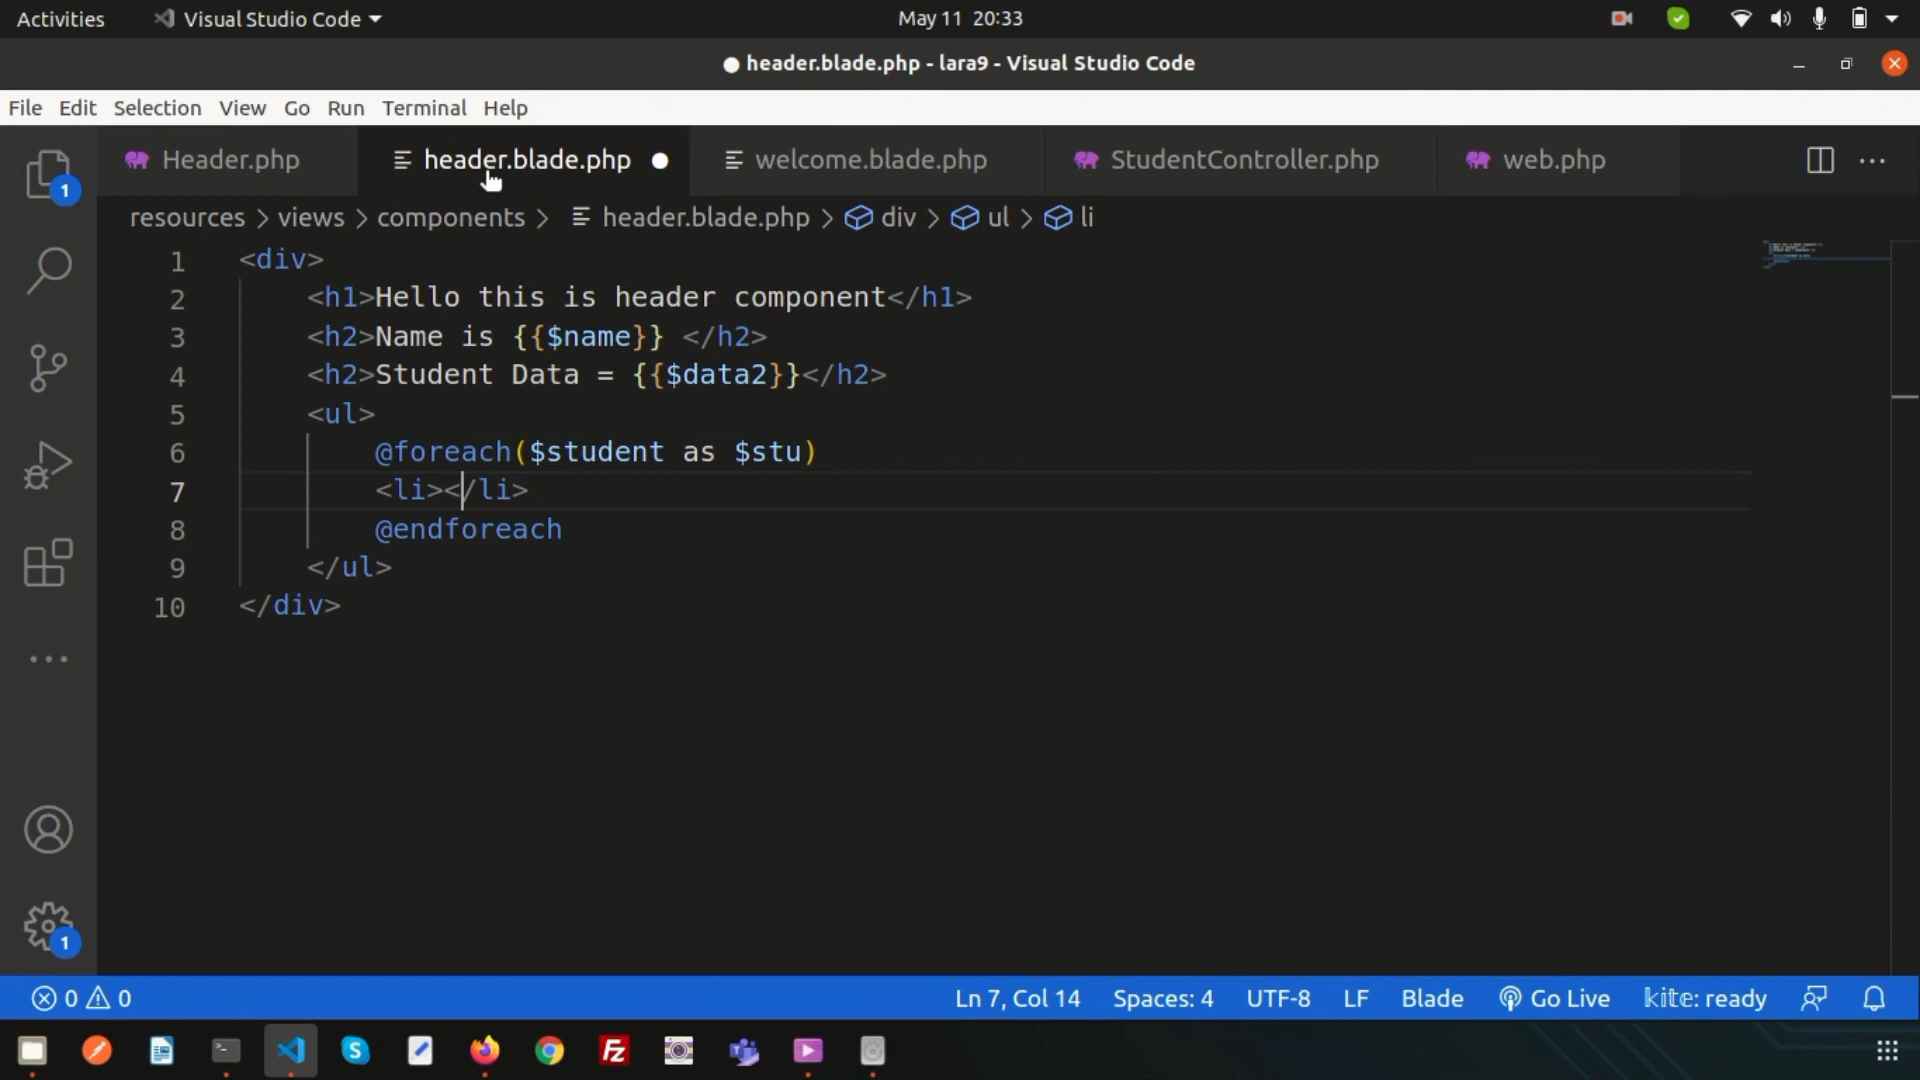 Activities Visual Studio Code May 11 20:33
header.blade.php - lara9 - Visual Studio Code
File Edit Selection View Go Run Terminal Help
1 Header.php header.blade.php welcome.blade.php StudentController.php web.php
resources > views > components > header.blade.php > div > ul > li
1 <div>
2 <h1>Hello this is header component</h1>
3 <h2>Name is {{$name}} </h2>
4 <h2>Student Data = {{$data2}}</h2>
5 <ul>
6 @foreach($student as $stu)
7 <li></li>
8 @endforeach
9 </ul>
10 </div>
1
0 0 Ln 7, Col 14 Spaces: 4 UTF-8 LF Blade Go Live kite: ready